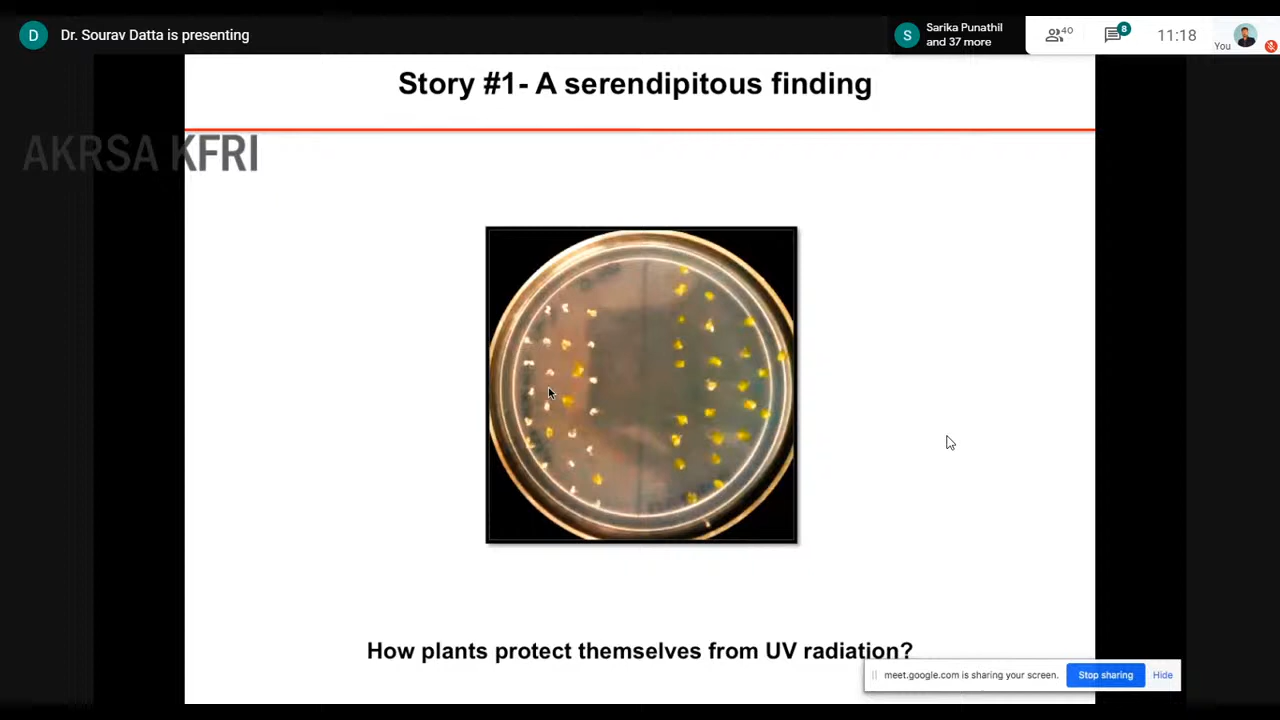 D
Dr. Sourav Datta is presenting
S
Sarika Punathil
and 37 more
40
8
11:18
You
Story #1- A serendipitous finding
AKRSA KFRI
How plants protect themselves from UV radiation?
meet.google.com is sharing your screen.
Stop sharing
Hide